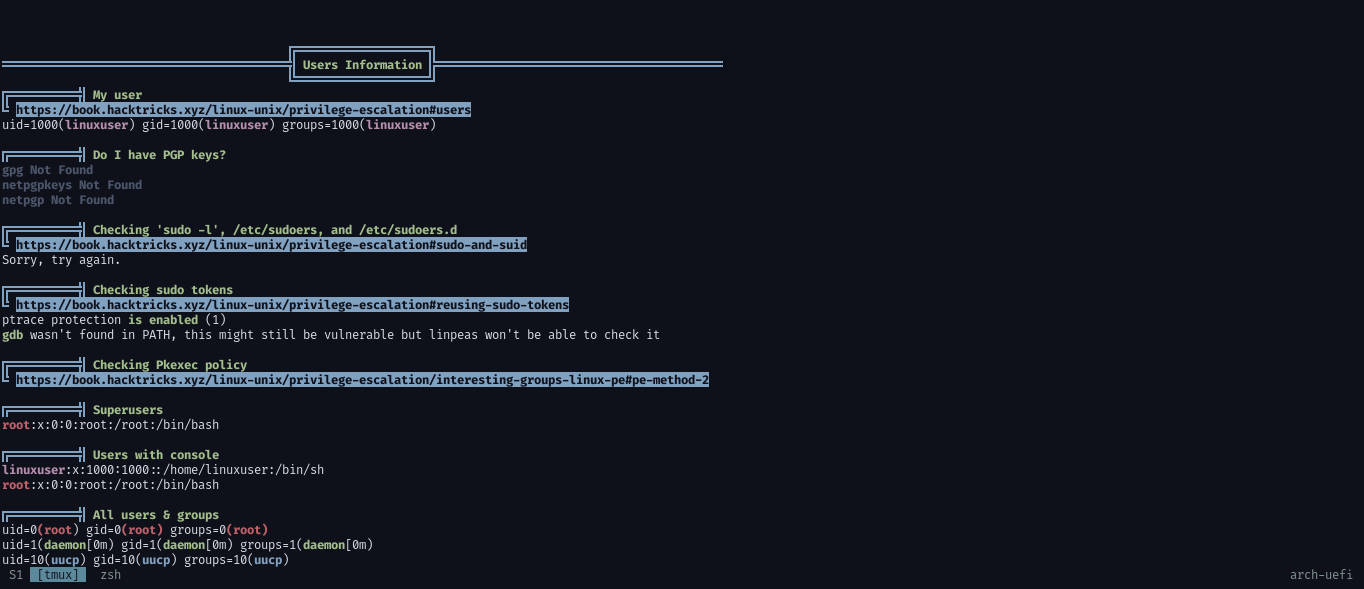 Users Information
My user
https://book.hacktricks.xyz/linux-unix/privilege-escalation#users
uid=1000(linuxuser) gid=1000(linuxuser) groups=1000(linuxuser)
Do I have PGP keys?
gpg Not Found
netpgpkeys Not Found
netpgp Not Found
Checking 'sudo -l', /etc/sudoers, and /etc/sudoers.d
https://book.hacktricks.xyz/linux-unix/privilege-escalation#sudo-and-suid
Sorry, try again.
Checking sudo tokens
https://book.hacktricks.xyz/linux-unix/privilege-escalation#reusing-sudo-tokens
ptrace protection is enabled (1)
gdb wasn't found in PATH, this might still be vulnerable but linpeas won't be able to check it
Checking Pkexec policy
https://book.hacktricks.xyz/linux-unix/privilege-escalation/interesting-groups-linux-pe#pe-method-2
Superusers
root:x:0:0:root:/root:/bin/bash
Users with console
linuxuser:x:1000:1000::/home/linuxuser:/bin/sh
root:x:0:0:root:/root:/bin/bash
All users & groups
uid=0(root) gid=0(root) groups=0(root)
uid=1(daemon[0m) gid=1(daemon[0m) groups=1(daemon[0m)
uid=10(uucp) gid=10(uucp) groups=10(uucp)
S1 [tmux] zsh arch-uefi